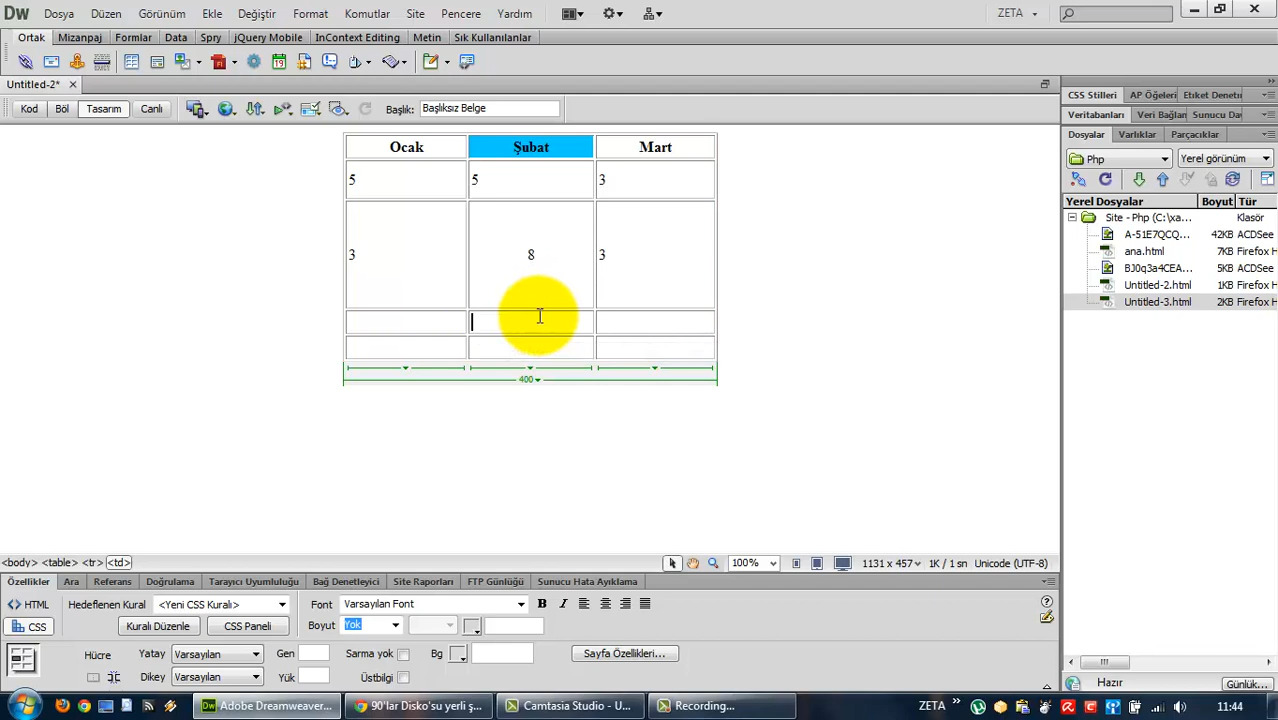 Dw Dosya Düzen Görünüm Ekle Değiştir Format Komutlar Site Pencere Yardım ZETA
Ortak Mizanpaj Formlar Data Spry jQuery Mobile InContext Editing Metin Sık Kullanılanlar
Untitled-2*
Kod Böl Tasarım Canlı Başlık: Başlıksız Belge
CSS Stilleri AP Öğeleri Etiket Denetni
Veritabanları Veri Bağlan Sunucu Da
Dosyalar Varlıklar Parçacıklar
Php Yerel görünüm
Yerel Dosyalar Boyut Tür
Site - Php (C:\xa... Klasör
A-51E7QCQ... 42KB ACDSee
ana.html 7KB Firefox H
BJ0q3a4CEA... 5KB ACDSee
Untitled-2.html 1KB Firefox H
Untitled-3.html 2KB Firefox H
Ocak Şubat Mart
5 5 3
3 8 3
400
<body> <table> <tr> <td> 100% 1131 x 457 1K / 1 sn Unicode (UTF-8)
Özellikler Ara Referans Doğrulama Tarayıcı Uyumluluğu Bağ Denetleyici Site Raporları FTP Günlüğü Sunucu Hata Ayıklama
<> HTML Hedeflenen Kural <Yeni CSS Kuralı> Font Varsayılan Font B I
CSS Kuralı Düzenle CSS Paneli Boyut Yok
Hücre Yatay Varsayılan Gen Sarma yok Bg Sayfa Özellikleri...
Dikey Varsayılan Yük Üstbilgi
Hazır Günlük...
Adobe Dreamweaver... 90'lar Disko'su yerli ş... Camtasia Studio - U... Recording... ZETA 11:44